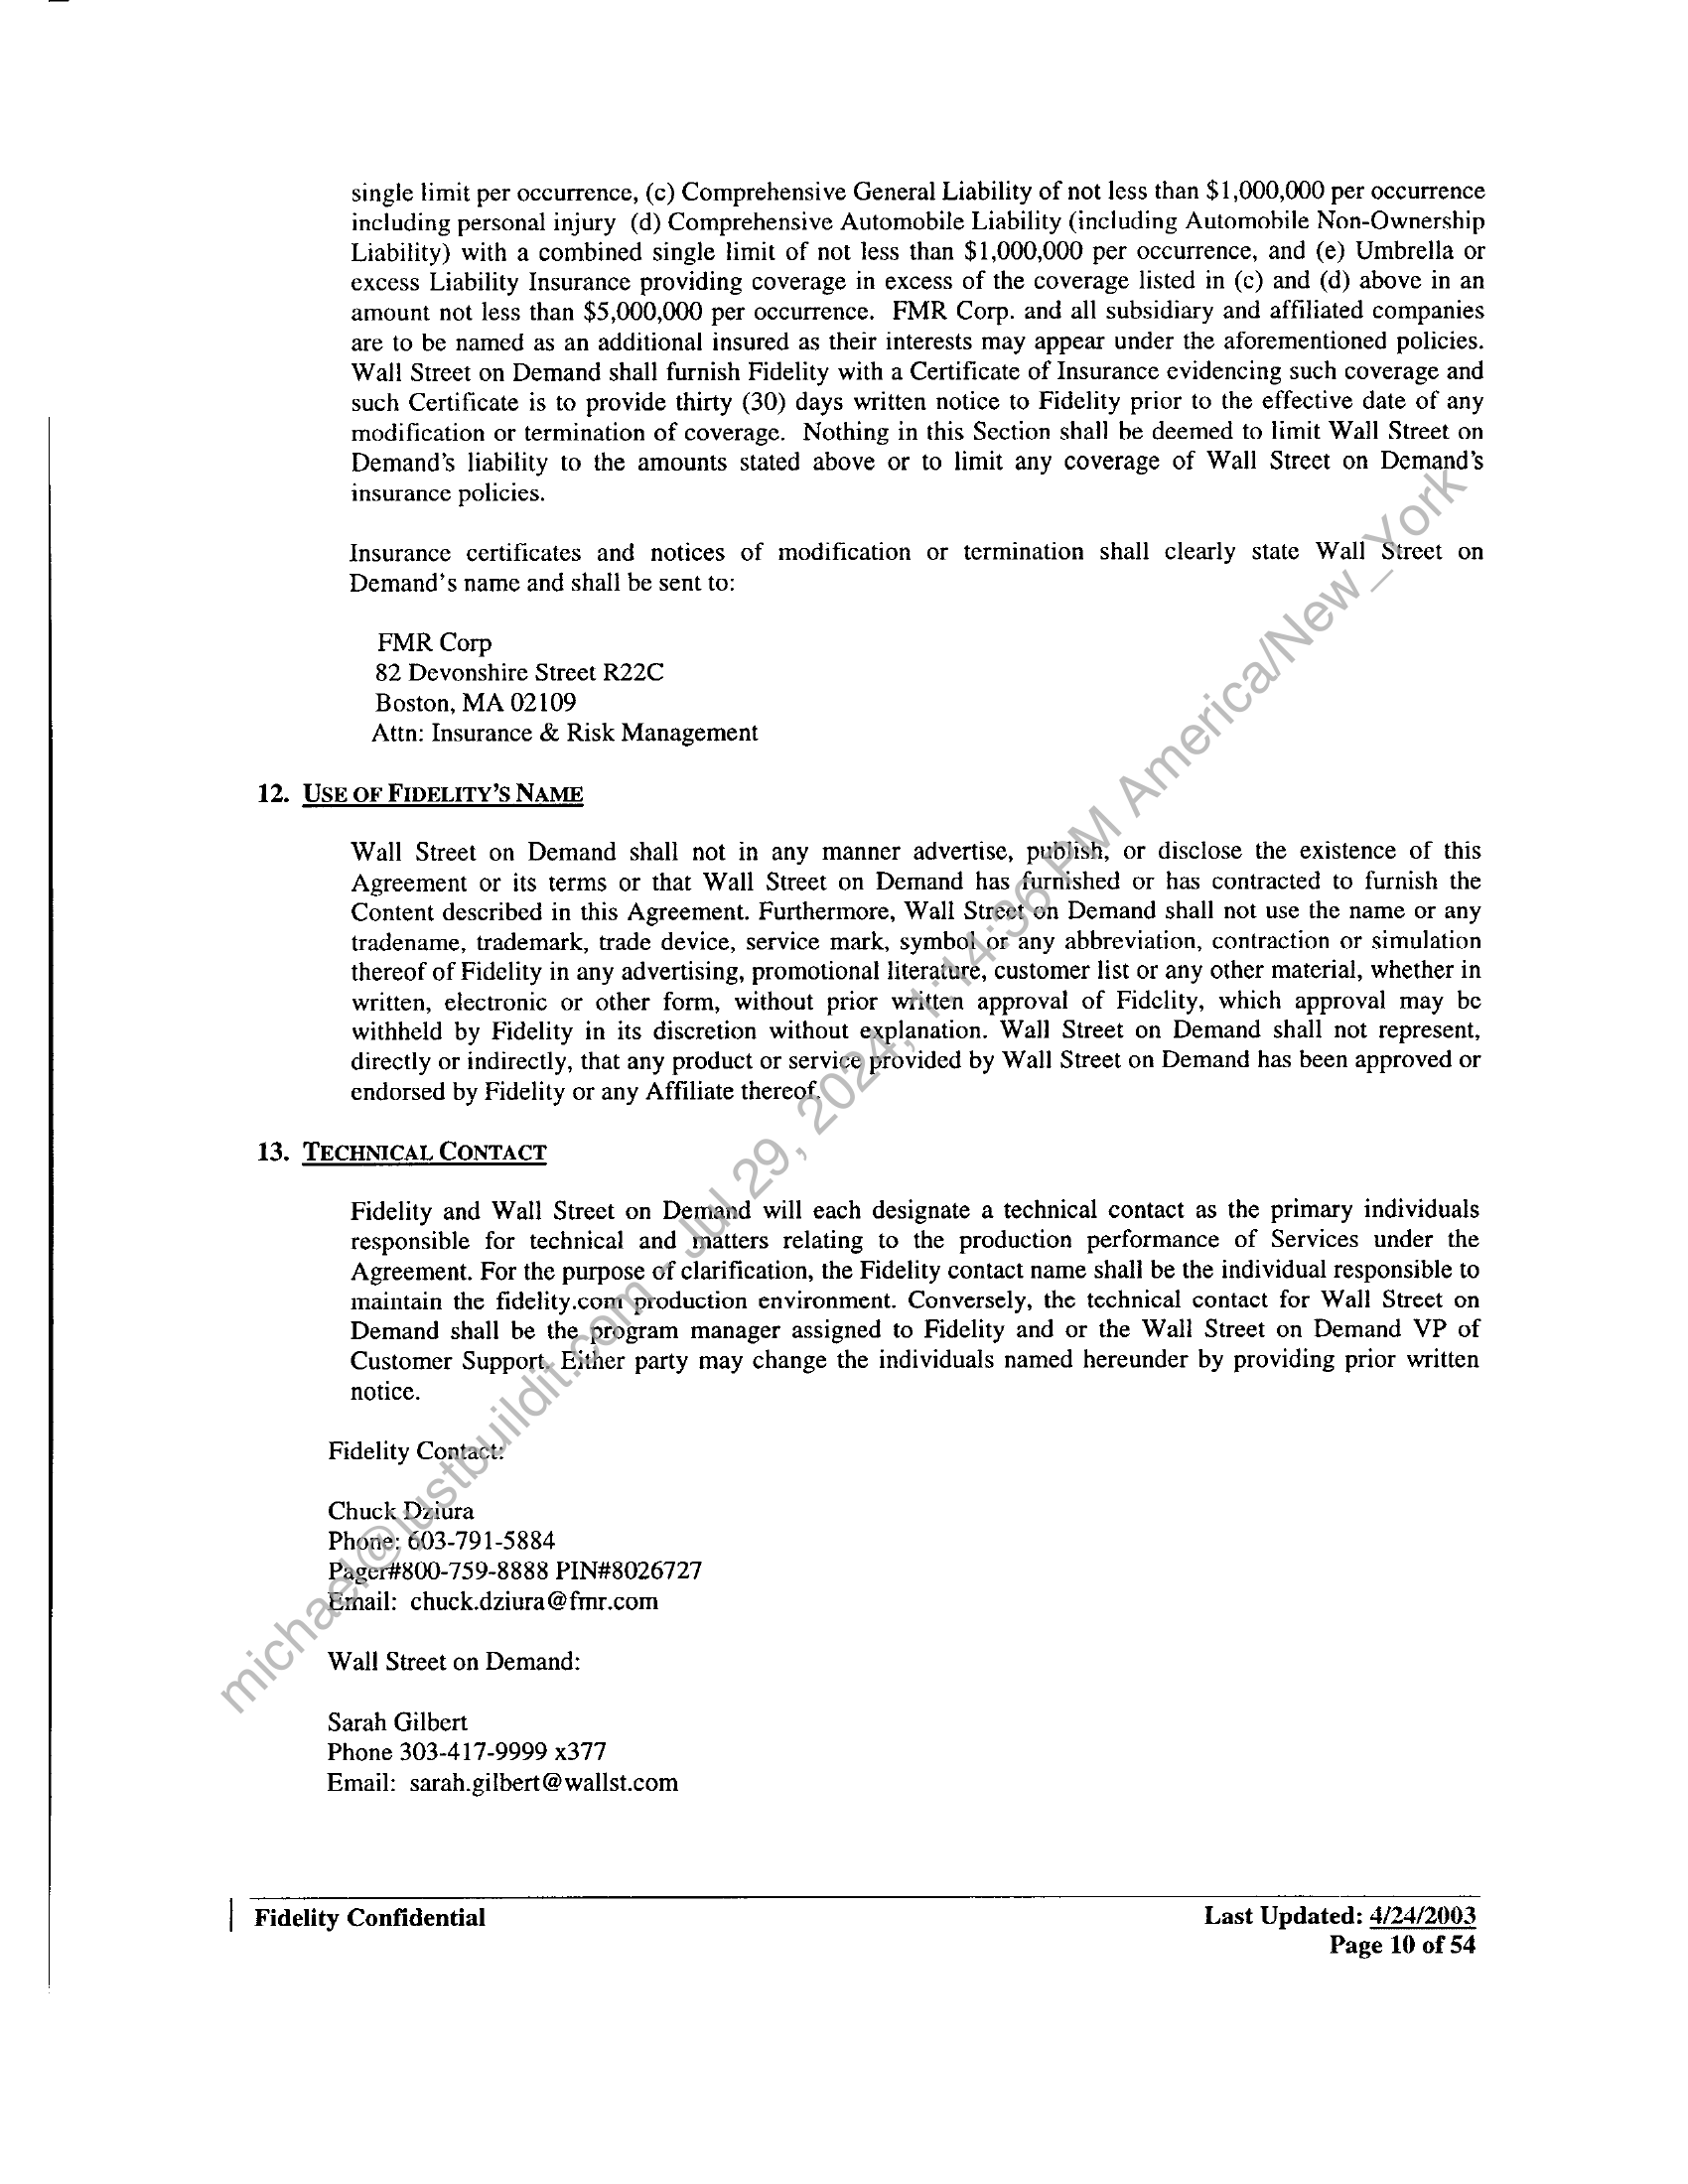 single limit per occurrence, (c) Comprehensive General Liability of not less than $1,000,000 per occurrence
including personal injury (d) Comprehensive Automobile Liability (including Automobile Non-Ownership
Liability) with a combined single limit of not less than $1,000,000 per occurrence, and (e) Umbrella or
excess Liability Insurance providing coverage in excess of the coverage listed in (c) and (d) above in an
amount not less than $5,000,000 per occurrence. FMR Corp. and all subsidiary and affiliated companies
are to be named as an additional insured as their interests may appear under the aforementioned policies.
Wall Street on Demand shall furnish Fidelity with a Certificate of Insurance evidencing such coverage and
such Certificate is to provide thirty (30) days written notice to Fidelity prior to the effective date of any
modification or termination of coverage. Nothing in this Section shall be deemed to limit Wall Street on
Demand's liability to the amounts stated above or to limit any coverage of Wall Street on Demand's
insurance policies.
Insurance certificates and notices of modification or termination shall clearly state Wall Street on
Demand's name and shall be sent to:
FMR Corp
82 Devonshire Street R22C
Boston, MA 02109
Attn: Insurance & Risk Management
12. USE OF FIDELITY'S NAME
Wall Street on Demand shall not in any manner advertise, publish, or disclose the existence of this
Agreement or its terms or that Wall Street on Demand has furnished or has contracted to furnish the
Content described in this Agreement. Furthermore, Wall Street on Demand shall not use the name or any
tradename, trademark, trade device, service mark, symbol or any abbreviation, contraction or simulation
thereof of Fidelity in any advertising, promotional literature, customer list or any other material, whether in
written, electronic or other form, without prior written approval of Fidelity, which approval may be
withheld by Fidelity in its discretion without explanation. Wall Street on Demand shall not represent,
directly or indirectly, that any product or service provided by Wall Street on Demand has been approved or
endorsed by Fidelity or any Affiliate thereof.
13. TECHNICAL CONTACT
Fidelity and Wall Street on Demand will each designate a technical contact as the primary individuals
responsible for technical and matters relating to the production performance of Services under the
Agreement. For the purpose of clarification, the Fidelity contact name shall be the individual responsible to
maintain the fidelity.com production environment. Conversely, the technical contact for Wall Street on
Demand shall be the program manager assigned to Fidelity and or the Wall Street on Demand VP of
Customer Support. Either party may change the individuals named hereunder by providing prior written
notice.
Fidelity Contact:
Chuck Dziura
Phone: 603-791-5884
Pager#800-759-8888 PIN#8026727
Email: chuck.dziura@fmr.com
Wall Street on Demand:
Sarah Gilbert
Phone 303-417-9999 x377
Email: sarah.gilbert@wallst.com
Fidelity Confidential
Last Updated: 4/24/2003
Page 10 of 54
michael@justbuildit.com - Jul 29, 2024, 1:14:36 PM America/New_York